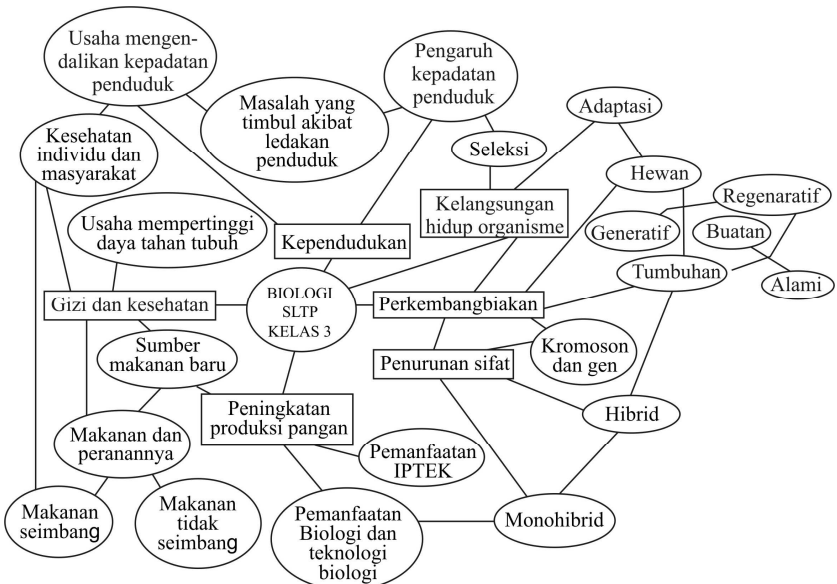 Usaha mengen-
dalikan kepadatan
penduduk
Pengaruh
kepadatan
penduduk
Masalah yang
timbul akibat
ledakan
penduduk
Adaptasi
Kesehatan
individu dan
masyarakat
Seleksi
Hewan
Kelangsungan
hidup organisme
Regenaratif
Usaha mempertinggi
daya tahan tubuh
Kependudukan
Generatif
Buatan
Tumbuhan
Alami
Gizi dan kesehatan
BIOLOGI
SLTP
KELAS 3
Perkembangbiakan
Sumber
makanan baru
Penurunan sifat
Kromoson
dan gen
Peningkatan
produksi pangan
Hibrid
Makanan dan
peranannya
Pemanfaatan
IPTEK
Makanan
seimbang
Makanan
tidak
seimbang
Pemanfaatan
Biologi dan
teknologi
biologi
Monohibrid